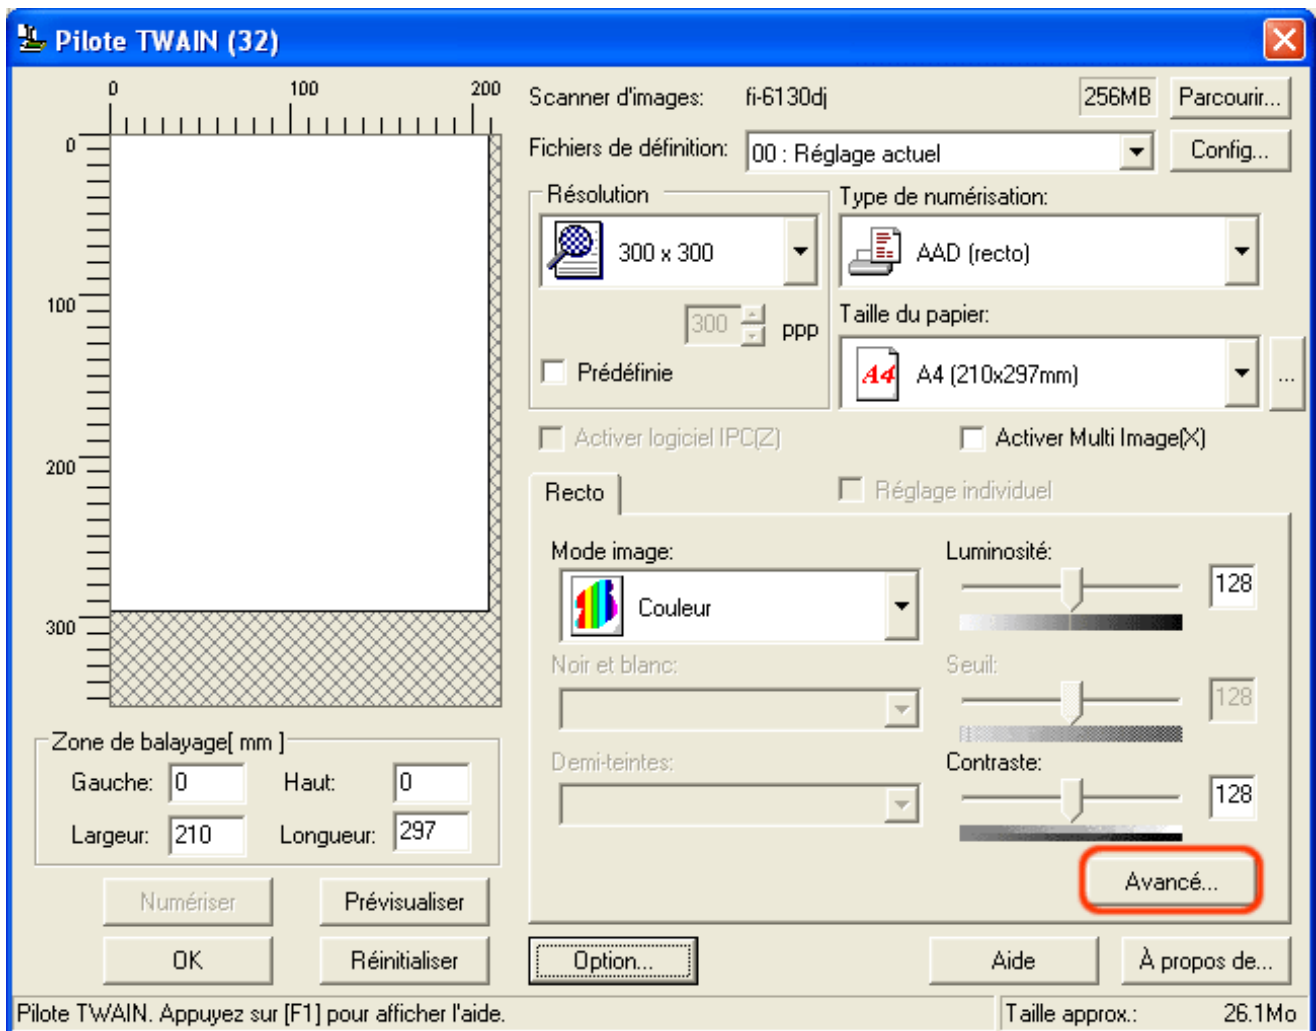 Pilote TWAIN (32)
0 100 200
0
100
200
300
Scanner d'images: fi-6130dj 256MB Parcourir...
Fichiers de définition: 00 : Réglage actuel Config...
Résolution
300 x 300
300 ppp
Prédéfinie
Type de numérisation:
AAD (recto)
Taille du papier:
A4 A4 (210x297mm) ...
Activer logiciel IPC(Z) Activer Multi Image(X)
Recto Réglage individuel
Mode image:
Couleur
Noir et blanc:
Demi-teintes:
Luminosité:
128
Seuil:
128
Contraste:
128
Avancé...
Zone de balayage[ mm ]
Gauche: 0 Haut: 0
Largeur: 210 Longueur: 297
Numériser Prévisualiser
OK Réinitialiser Option... Aide À propos de...
Pilote TWAIN. Appuyez sur [F1] pour afficher l'aide. Taille approx.: 26.1Mo